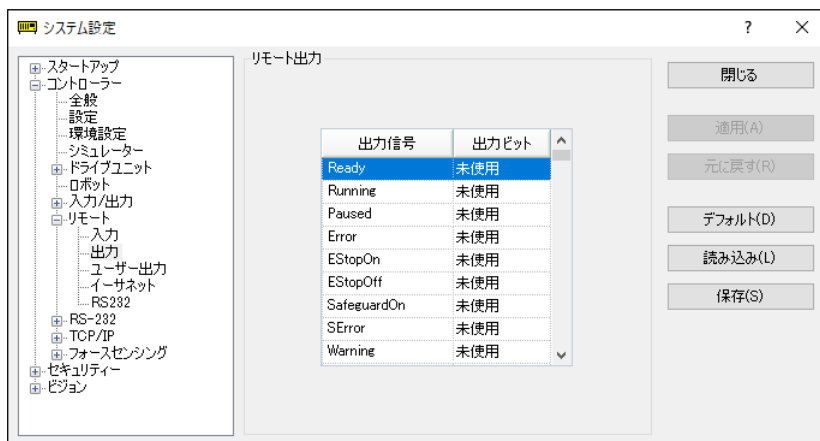 システム設定
?
スタートアップ
コントローラー
全般
設定
環境設定
シミュレーター
ドライブユニット
ロボット
入力/出力
リモート
入力
出力
ユーザー出力
イーサネット
RS232
RS-232
TCP/IP
フォースセンシング
セキュリティー
ビジョン
リモート出力
出力信号 出力ビット
Ready 未使用
Running 未使用
Paused 未使用
Error 未使用
EStopOn 未使用
EStopOff 未使用
SafeguardOn 未使用
SError 未使用
Warning 未使用
閉じる
適用(A)
元に戻す(R)
デフォルト(D)
読み込み(L)
保存(S)